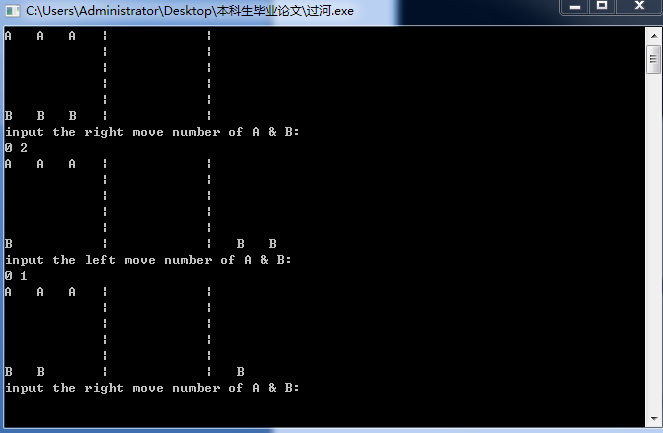 C:\Users\Administrator\Desktop\本科生毕业论文\过河.exe
A   A   A   ¦            ¦
¦            ¦
¦            ¦
¦            ¦
¦            ¦
B   B   B   ¦            ¦
input the right move number of A & B:
0 2
A   A   A   ¦            ¦
¦            ¦
¦            ¦
¦            ¦
¦            ¦
B           ¦            ¦   B   B
input the left move number of A & B:
0 1
A   A   A   ¦            ¦
¦            ¦
¦            ¦
¦            ¦
¦            ¦
B   B       ¦            ¦   B
input the right move number of A & B: